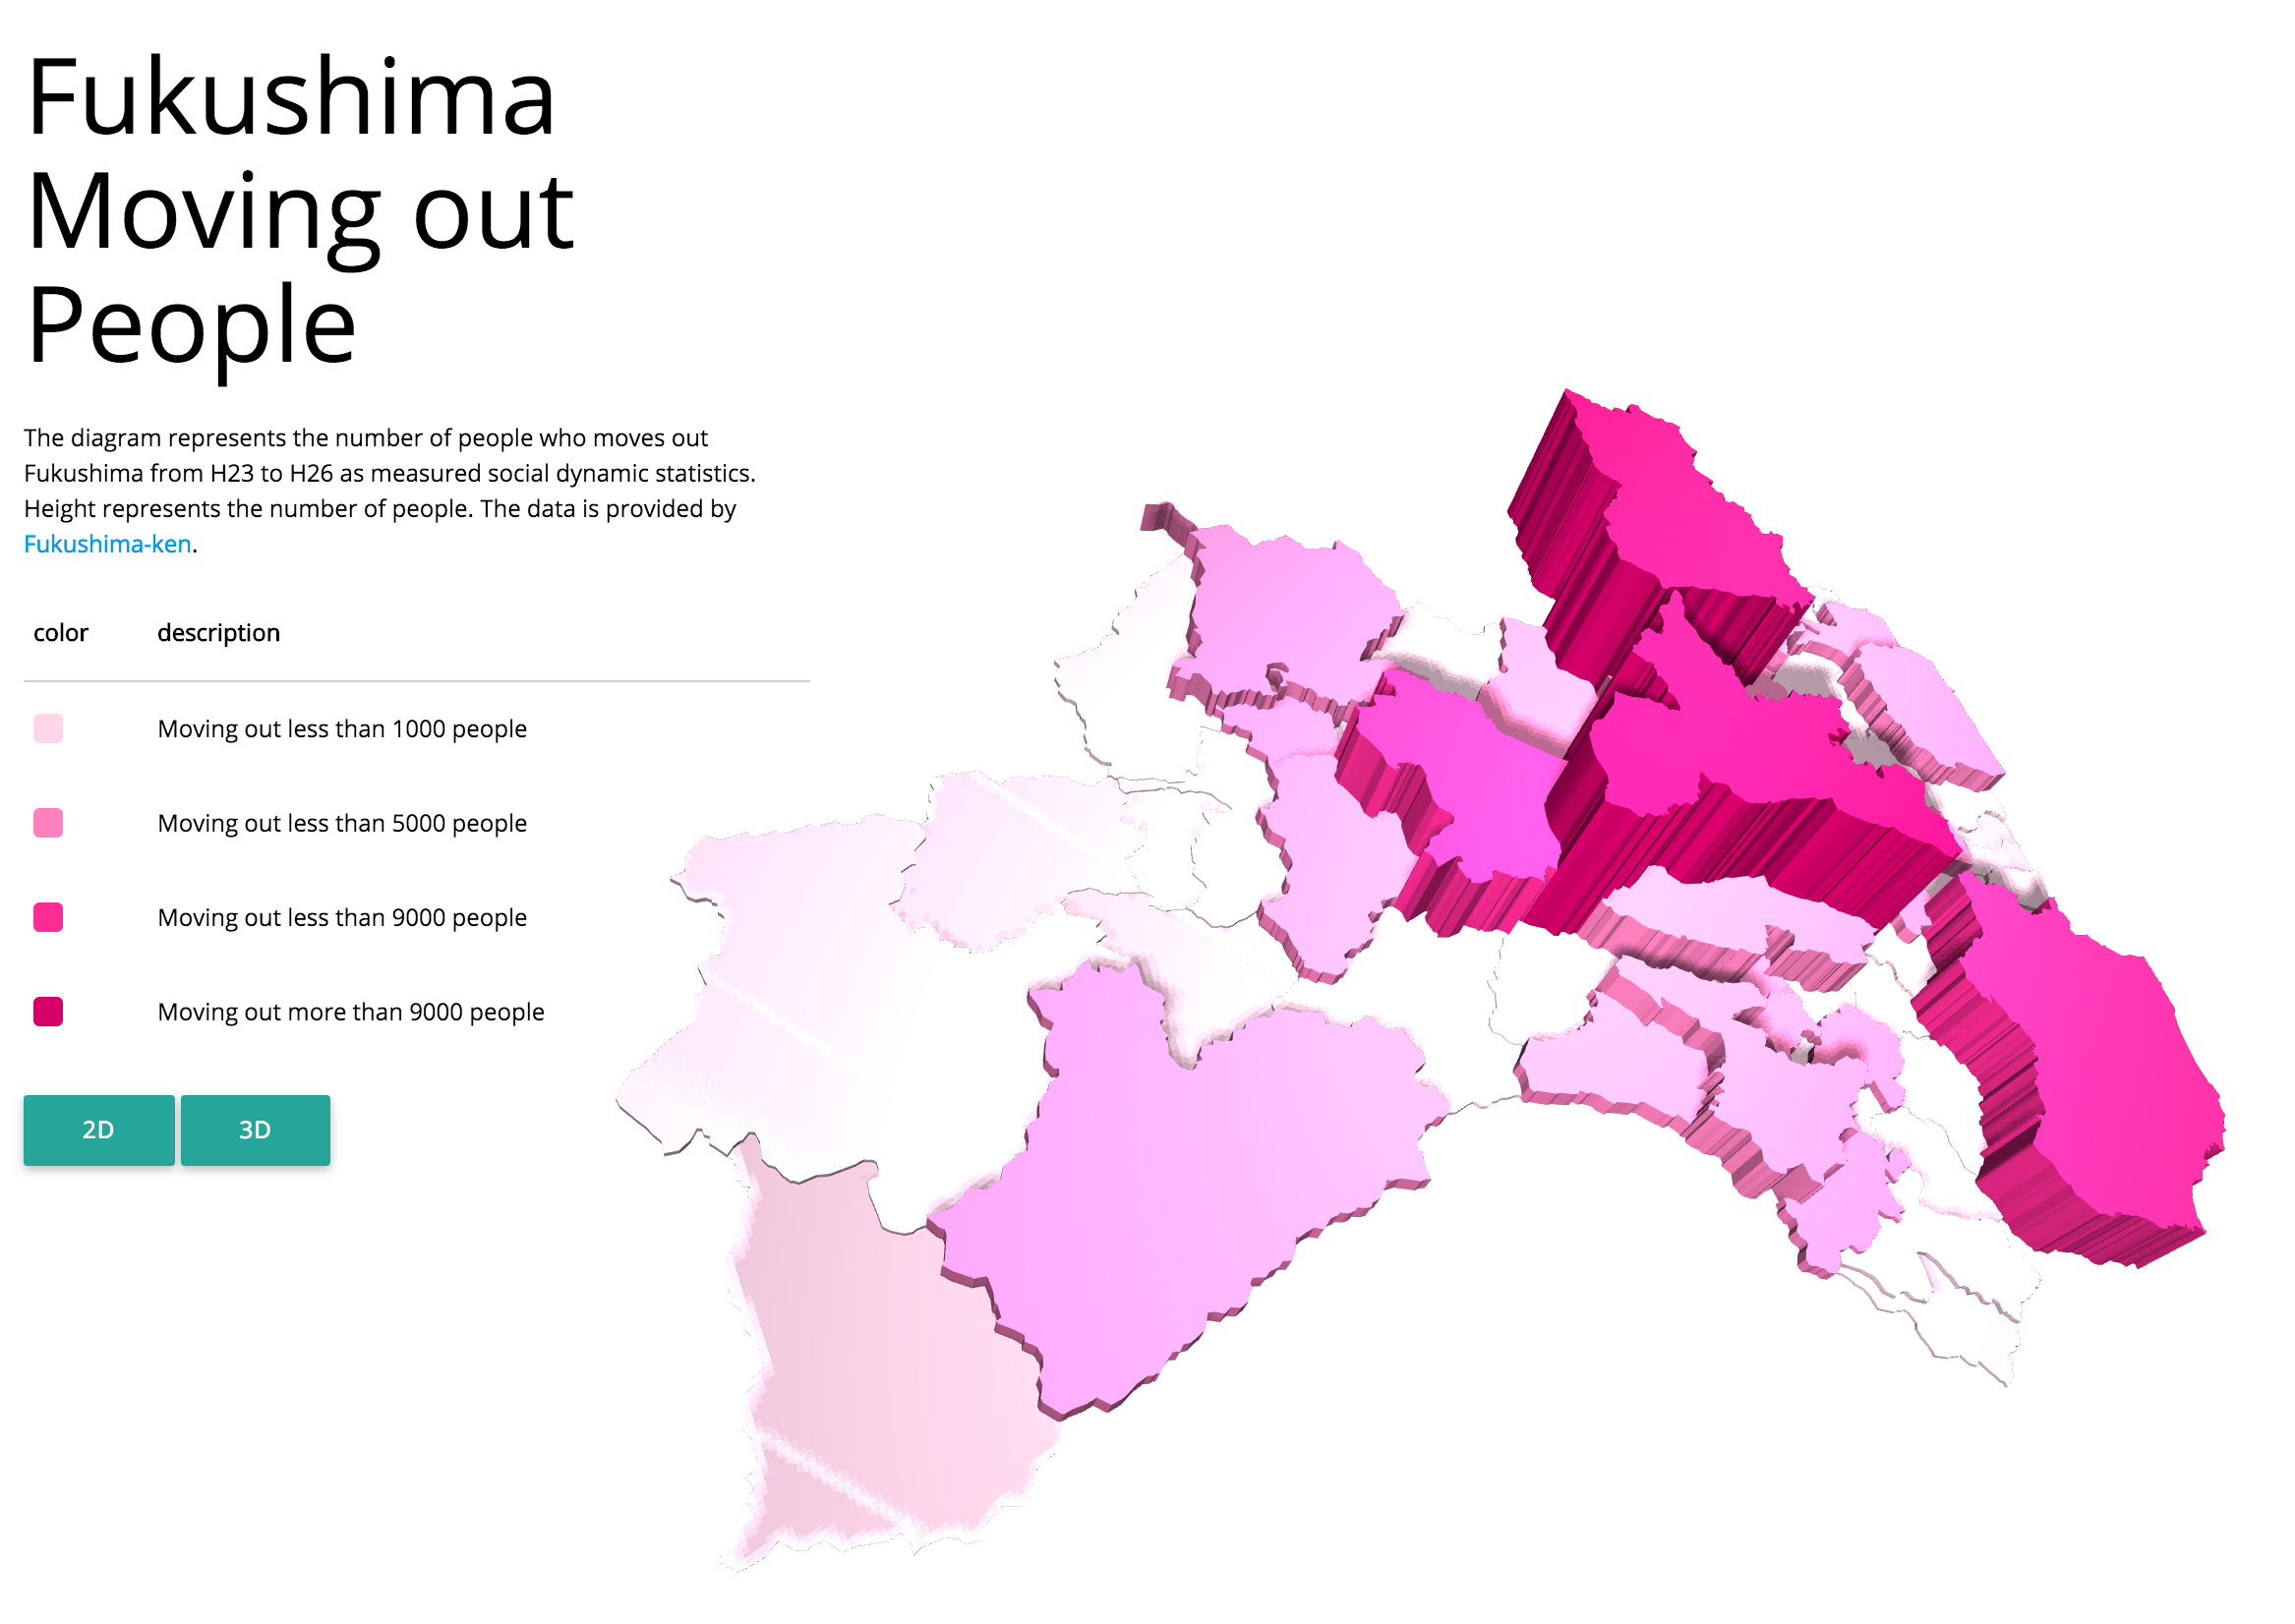 Fukushima
Moving out
People
The diagram represents the number of people who moves out
Fukushima from H23 to H26 as measured social dynamic statistics.
Height represents the number of people. The data is provided by
Fukushima-ken.
color description
Moving out less than 1000 people
Moving out less than 5000 people
Moving out less than 9000 people
Moving out more than 9000 people
2D 3D